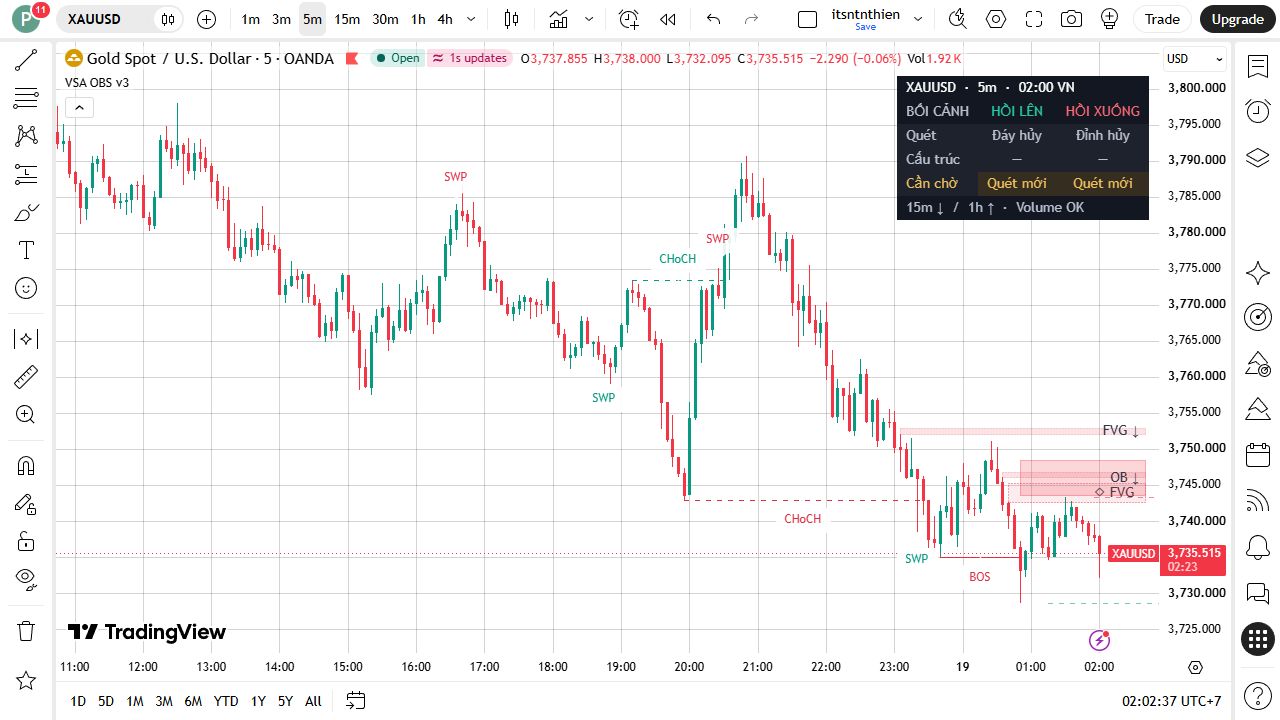 P
11
XAUUSD
1m 3m 5m 15m 30m 1h 4h
itsntnthien
Save
Trade
Upgrade
Gold Spot / U.S. Dollar · 5 · OANDA
Open
1s updates
O3,737.855 H3,738.000 L3,732.095 C3,735.515 −2.290 (−0.06%) Vol1.92 K
VSA OBS v3
USD
XAUUSD · 5m · 02:00 VN
BỐI CẢNH HỒI LÊN HỒI XUỐNG
Quét Đáy hủy Đỉnh hủy
Cấu trúc — —
Cần chờ Quét mới Quét mới
15m ↓ / 1h ↑ · Volume OK
3,800.000
3,795.000
3,790.000
3,785.000
3,780.000
3,775.000
3,770.000
3,765.000
3,760.000
3,755.000
3,750.000
3,745.000
3,740.000
XAUUSD
3,735.515
02:23
3,730.000
3,725.000
SWP
SWP
CHoCH
SWP
FVG ↓
OB ↓
◇ FVG
CHoCH
SWP
BOS
TradingView
11:00 12:00 13:00 14:00 15:00 16:00 17:00 18:00 19:00 20:00 21:00 22:00 23:00 19 01:00 02:00
1D 5D 1M 3M 6M YTD 1Y 5Y All
02:02:37 UTC+7